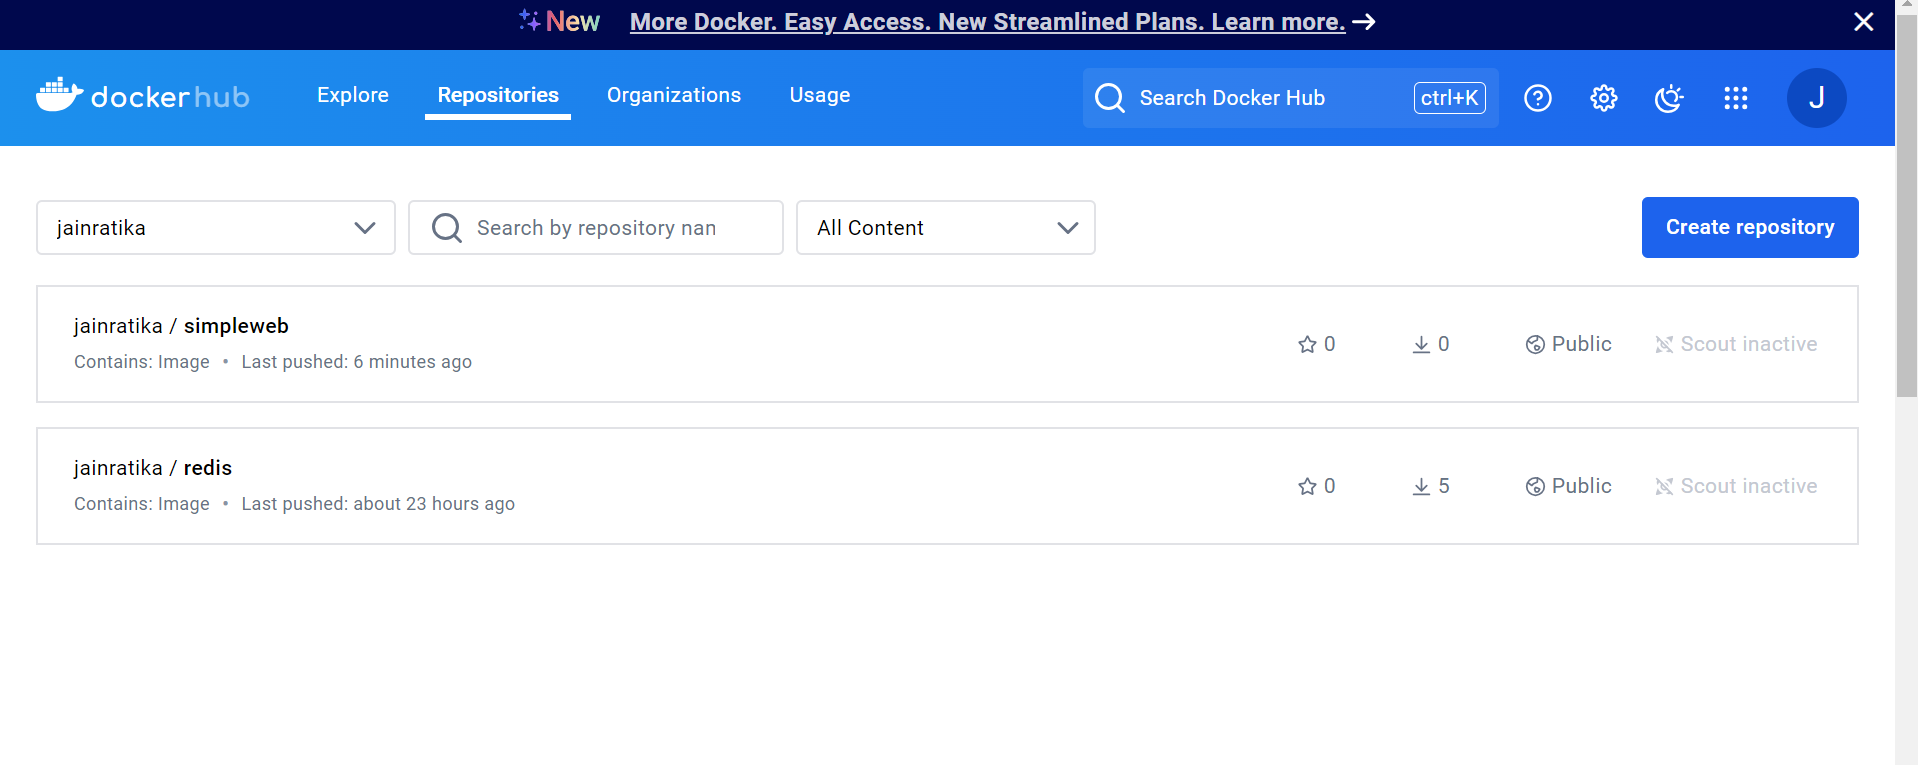 New More Docker. Easy Access. New Streamlined Plans. Learn more.
dockerhub Explore Repositories Organizations Usage Search Docker Hub ctrl+K J
jainratika Search by repository nan All Content Create repository
jainratika / simpleweb
Contains: Image • Last pushed: 6 minutes ago
0 0 Public Scout inactive
jainratika / redis
Contains: Image • Last pushed: about 23 hours ago
0 5 Public Scout inactive